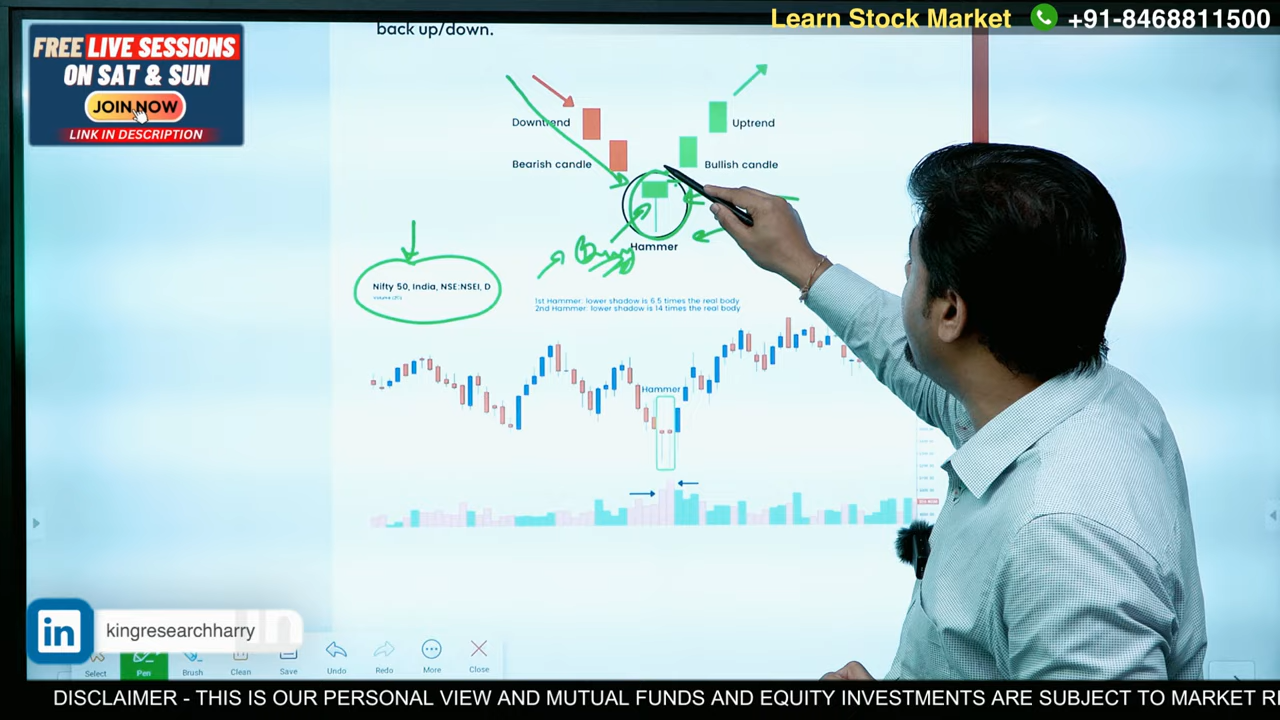 Learn Stock Market +91-8468811500
FREE LIVE SESSIONS
ON SAT & SUN
JOIN NOW
LINK IN DESCRIPTION
back up/down.
Downtrend
Uptrend
Bearish candle
Bullish candle
Hammer
Nifty 50, India, NSE:NSEI, D
1st Hammer: lower shadow is 6.5 times the real body
2nd Hammer: lower shadow is 14 times the real body
Hammer
in kingresearchharry
Select Pen Brush Clean Save Undo Redo More Close
DISCLAIMER - THIS IS OUR PERSONAL VIEW AND MUTUAL FUNDS AND EQUITY INVESTMENTS ARE SUBJECT TO MARKET